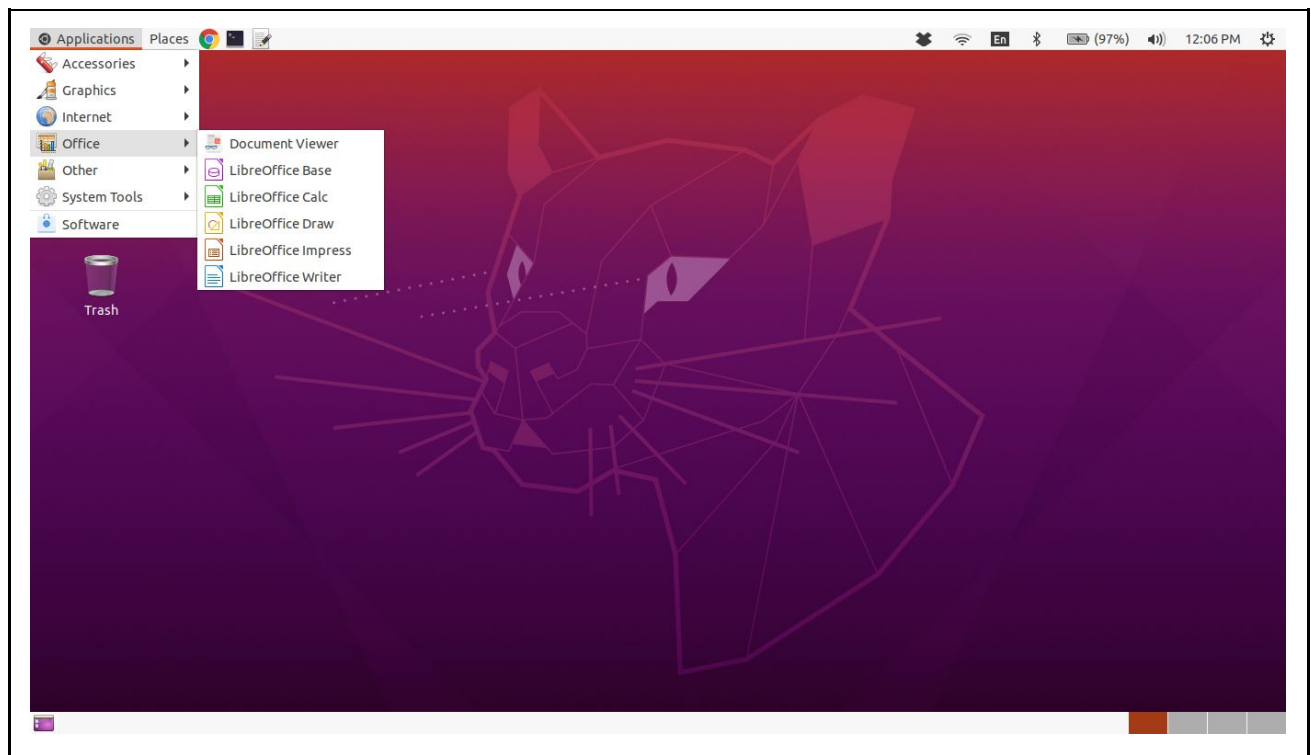 Applications Places En (97%) 12:06 PM
Accessories
Graphics
Internet
Office
Other
System Tools
Software
Document Viewer
LibreOffice Base
LibreOffice Calc
LibreOffice Draw
LibreOffice Impress
LibreOffice Writer
Trash